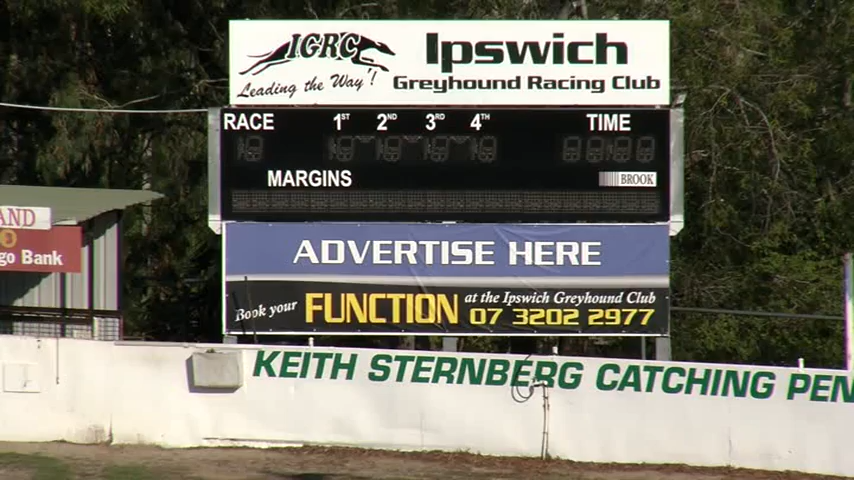 IGRC
Leading the Way'!
Ipswich
Greyhound Racing Club
RACE 1ST 2ND 3RD 4TH TIME
MARGINS
BROOK
ADVERTISE HERE
Book your FUNCTION at the Ipswich Greyhound Club
07 3202 2977
AND
go Bank
KEITH STERNBERG CATCHING PEN